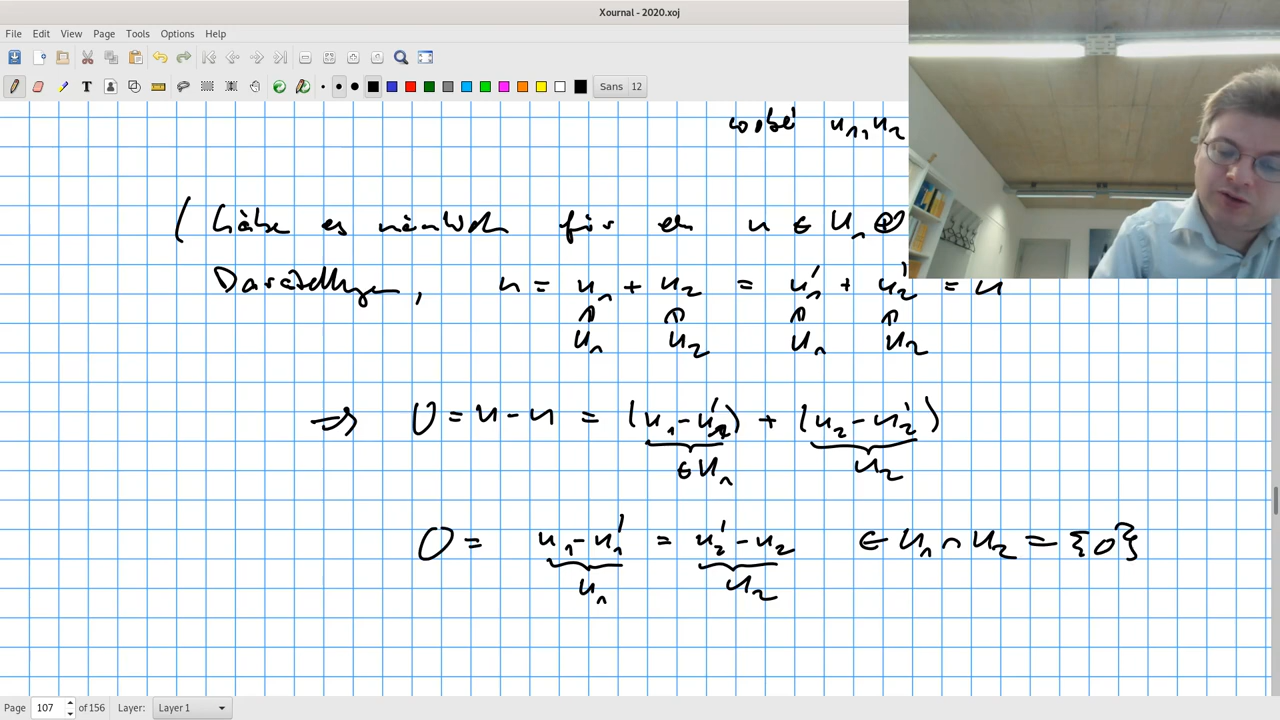 Xournal - 2020.xoj
File Edit View Page Tools Options Help
Sans 12
wobei u₁, u₂
( Gäbe es nämlich für ein u ∈ U₁ ⊕
Darstellungen, u = u₁ + u₂ = u₁' + u₂' = u
U₁ U₂ U₁ U₂
⇒ 0 = u - u = (u₁ - u₁') + (u₂ - u₂')
∈ U₁ U₂
0 = u₁ - u₁' = u₂' - u₂ ∈ U₁ ∩ U₂ = {0}
U₁ U₂
Page 107 of 156 Layer: Layer 1